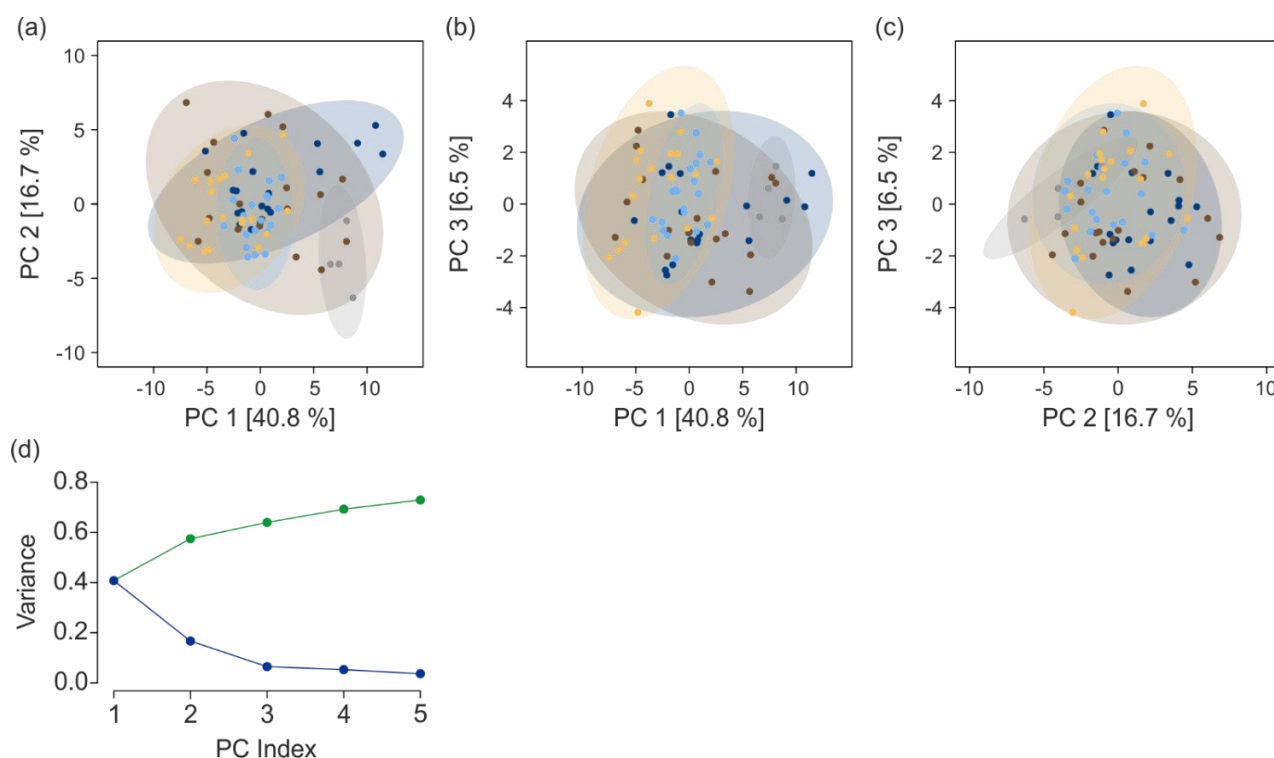 (a)
10
5
0
-5
-10
PC 2 [16.7 %]
-10 -5 0 5 10
PC 1 [40.8 %]
(b)
4
2
0
-2
-4
PC 3 [6.5 %]
-10 -5 0 5 10
PC 1 [40.8 %]
(c)
4
2
0
-2
-4
PC 3 [6.5 %]
-10 -5 0 5 10
PC 2 [16.7 %]
(d)
0.8
0.6
0.4
0.2
0.0
Variance
1 2 3 4 5
PC Index